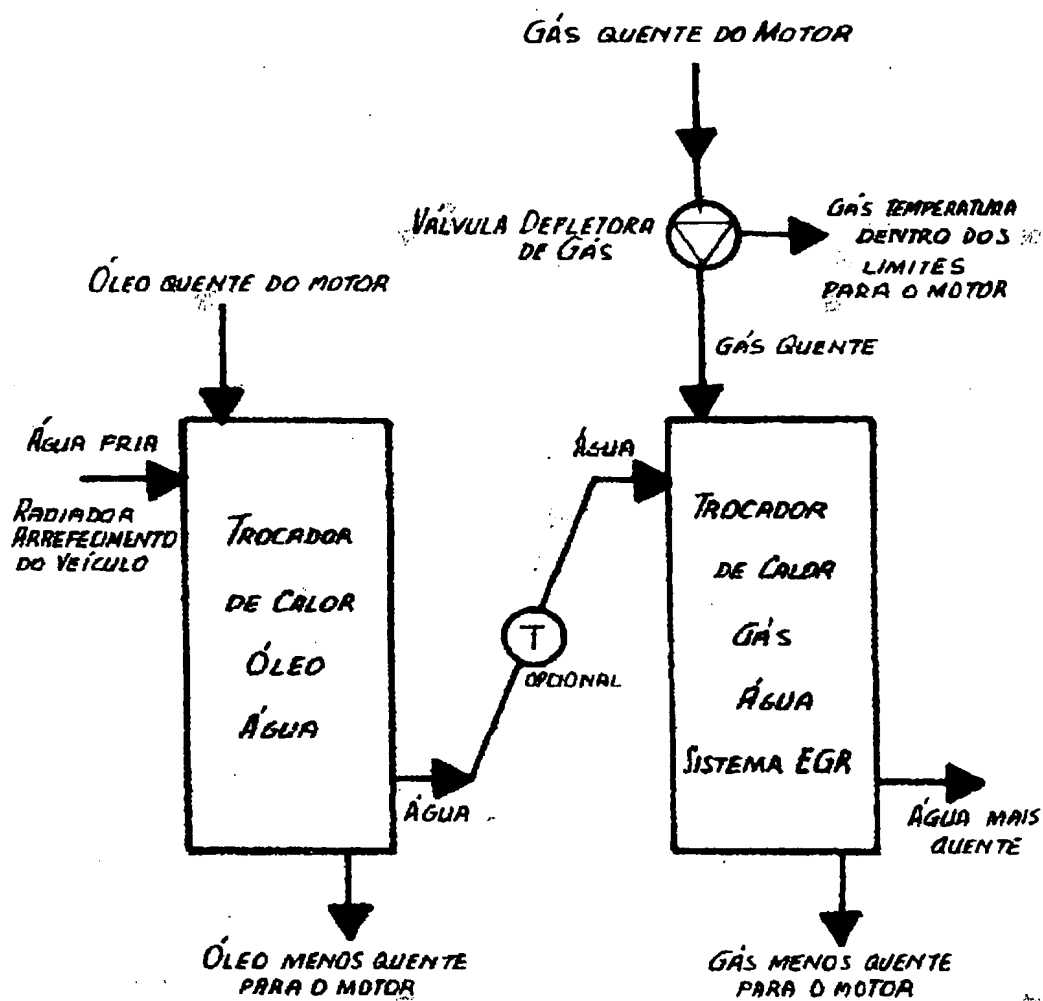 GÁS QUENTE DO MOTOR
VÁLVULA DEFLETORA
DE GÁS
GÁS TEMPERATURA
DENTRO DOS
LIMITES
PARA O MOTOR
ÓLEO QUENTE DO MOTOR
GÁS QUENTE
ÁGUA FRIA
RADIADOR
ARREFECIMENTO
DO VEÍCULO
TROCADOR
DE CALOR
ÓLEO
ÁGUA
ÁGUA
T
OPCIONAL
ÁGUA
TROCADOR
DE CALOR
GÁS
ÁGUA
SISTEMA EGR
ÁGUA MAIS
QUENTE
ÓLEO MENOS QUENTE
PARA O MOTOR
GÁS MENOS QUENTE
PARA O MOTOR